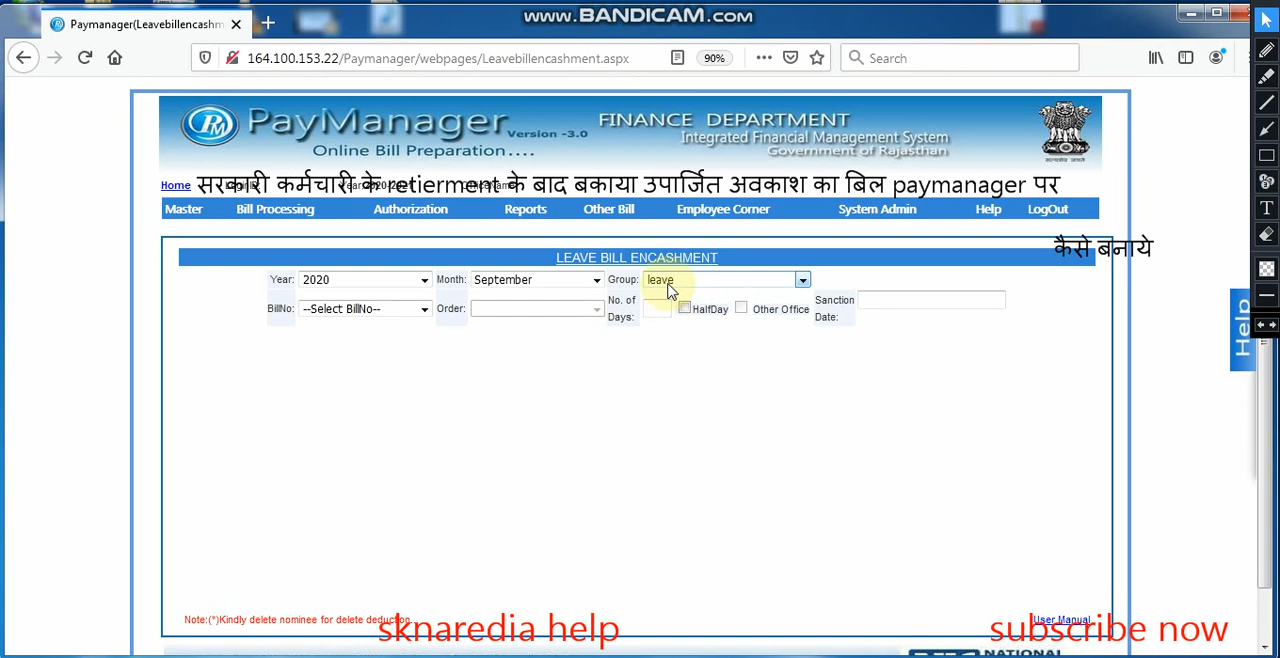 www.BANDICAM.com
Paymanager(Leavebillencashm
164.100.153.22/Paymanager/webpages/Leavebillencashment.aspx
90%
Search
PayManager Version -3.0
Online Bill Preparation....
FINANCE DEPARTMENT
Integrated Financial Management System
Government of Rajasthan
Home
सरकारी कर्मचारी के retierment के बाद बकाया उपार्जित अवकाश का बिल paymanager पर
कैसे बनाये
Master Bill Processing Authorization Reports Other Bill Employee Corner System Admin Help LogOut
LEAVE BILL ENCASHMENT
Year: 2020 Month: September Group: leave
BillNo: --Select BillNo-- Order: No. of Days: HalfDay Other Office Sanction Date:
Help
Note:(*)Kindly delete nominee for delete deduction.
User Manual
sknaredia help
subscribe now
NATIONAL